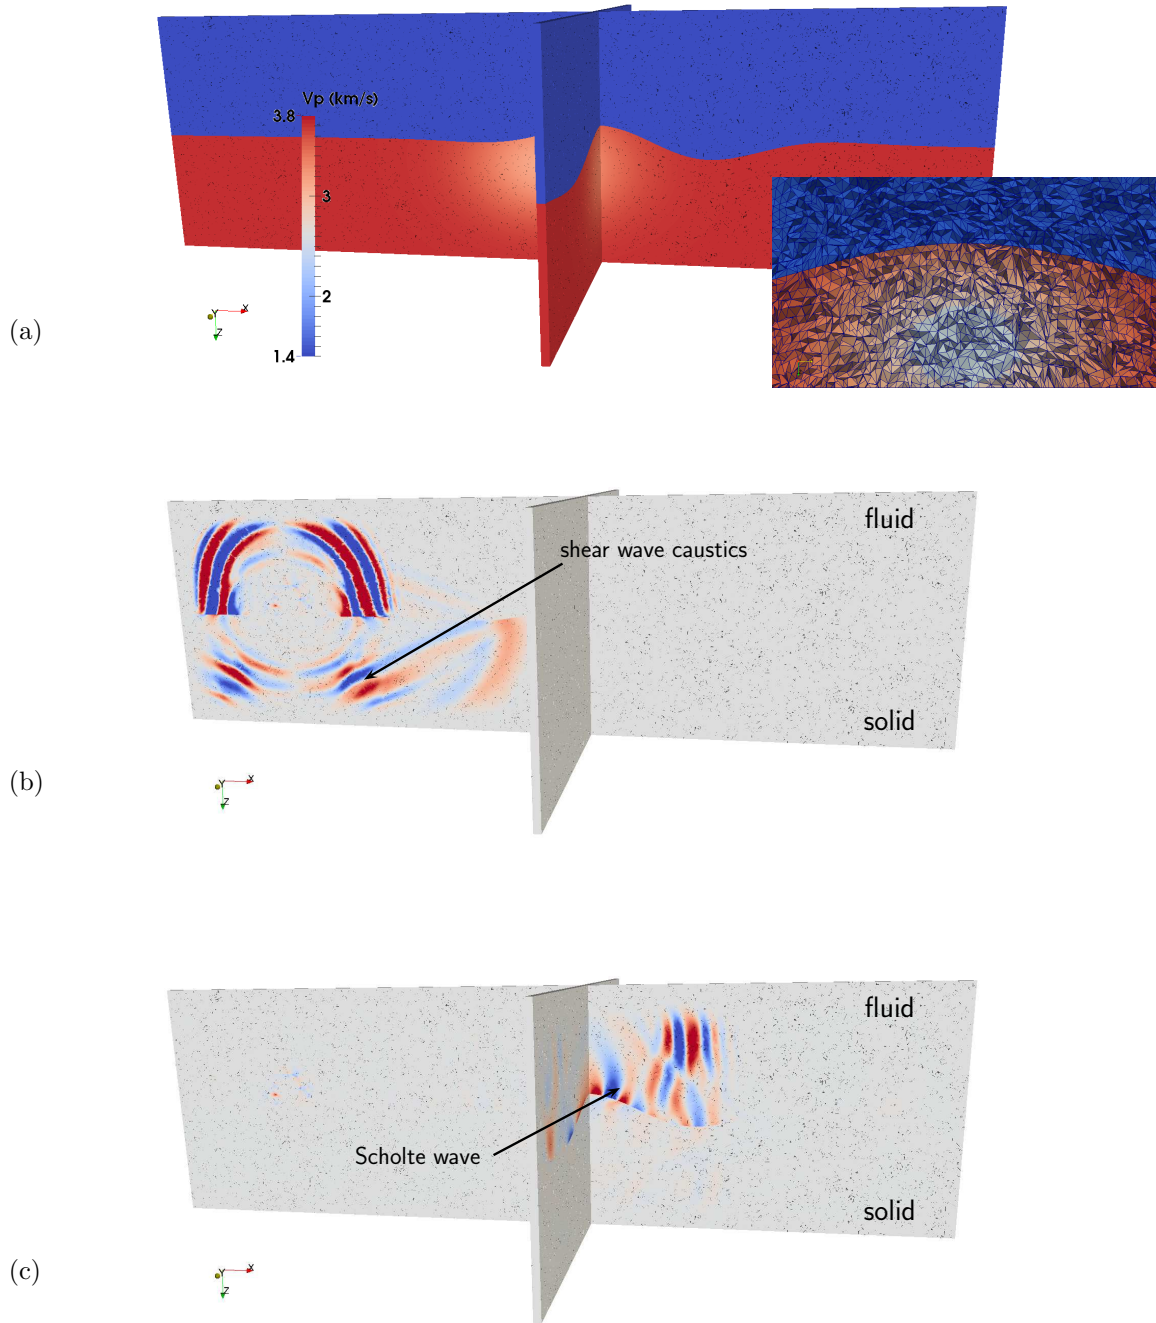 Vp (km/s)
3.8
3
2
1.4
X
Y
Z
(a)
fluid
shear wave caustics
solid
X
Y
Z
(b)
fluid
Scholte wave
solid
X
Y
Z
(c)